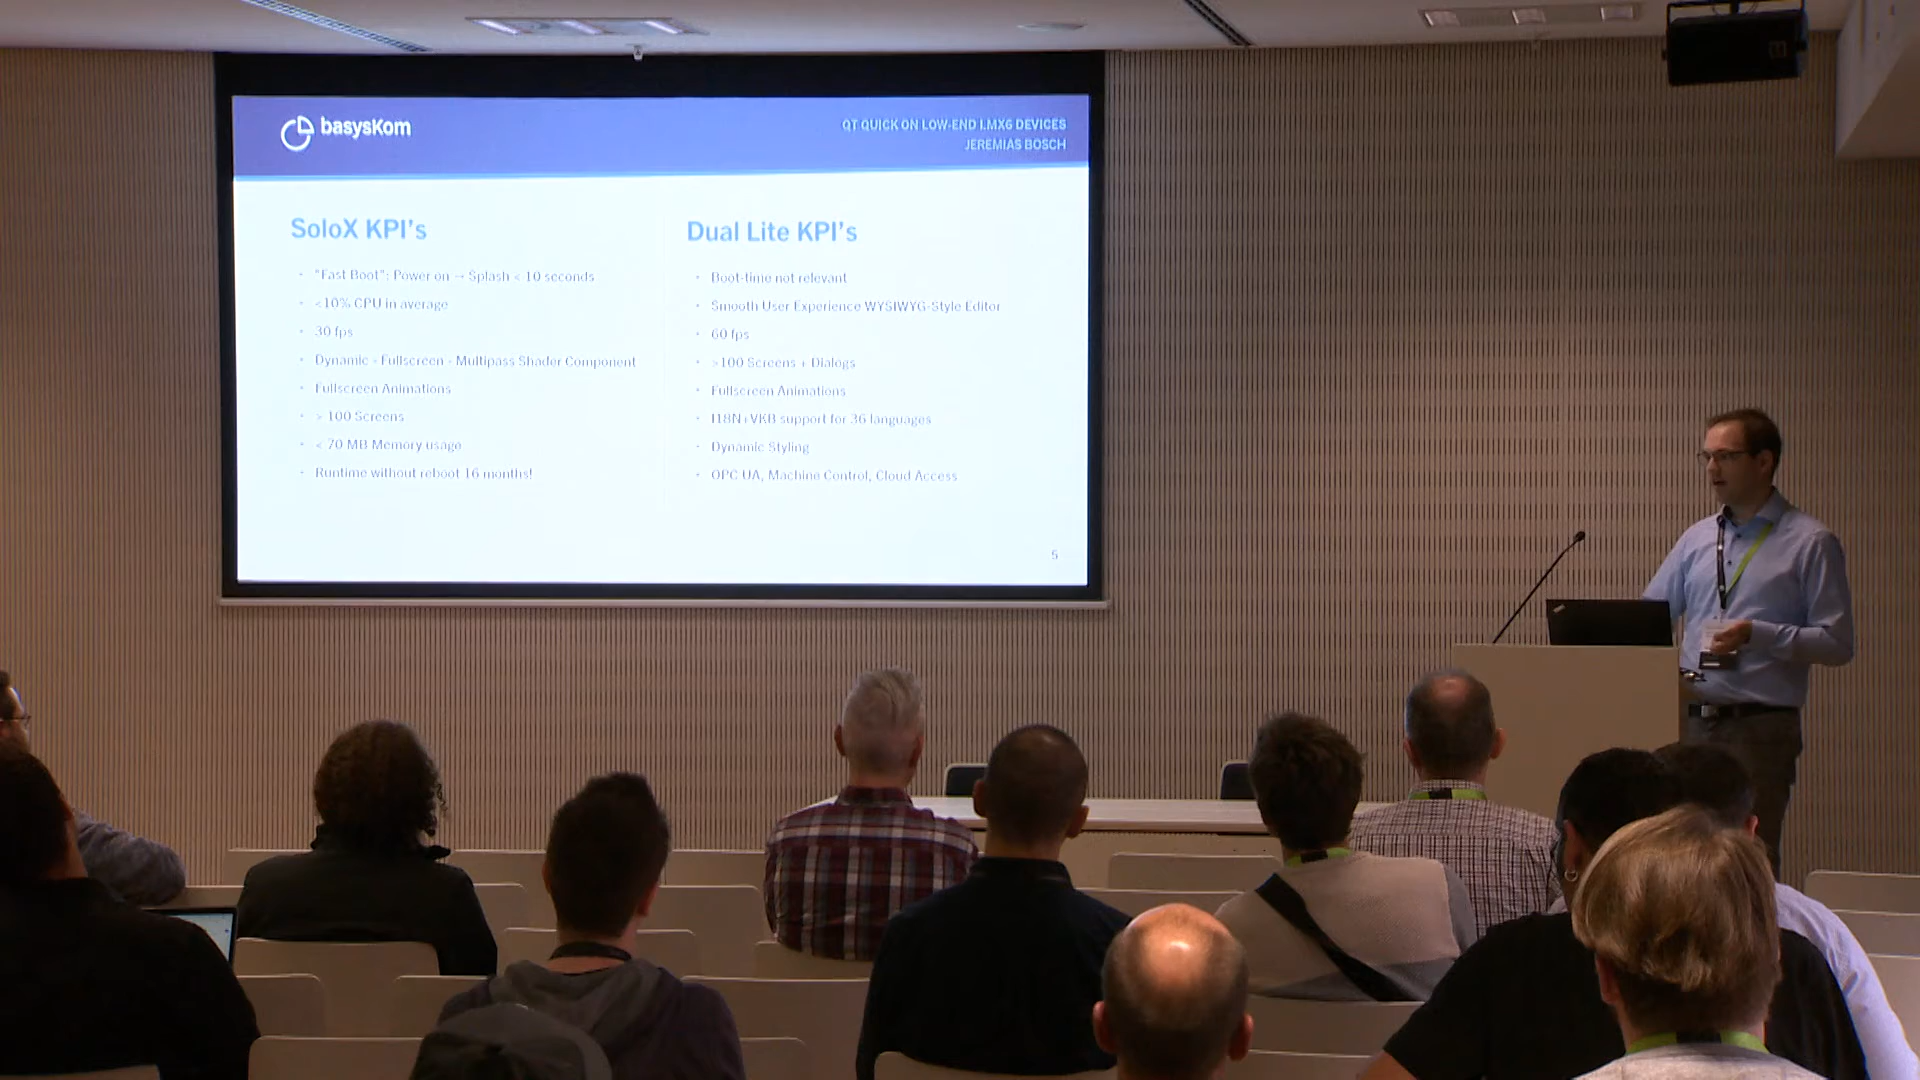 basysKom
QT QUICK ON LOW-END I.MX6 DEVICES
JEREMIAS BOSCH
SoloX KPI's
- "Fast Boot": Power on → Splash < 10 seconds
- <10% CPU in average
- 30 fps
- Dynamic - Fullscreen - Multipass Shader Component
- Fullscreen Animations
- > 100 Screens
- < 70 MB Memory usage
- Runtime without reboot 16 months!
Dual Lite KPI's
- Boot-time not relevant
- Smooth User Experience WYSIWYG-Style Editor
- 60 fps
- >100 Screens + Dialogs
- Fullscreen Animations
- I18N+VKB support for 36 languages
- Dynamic Styling
- OPC UA, Machine Control, Cloud Access
5